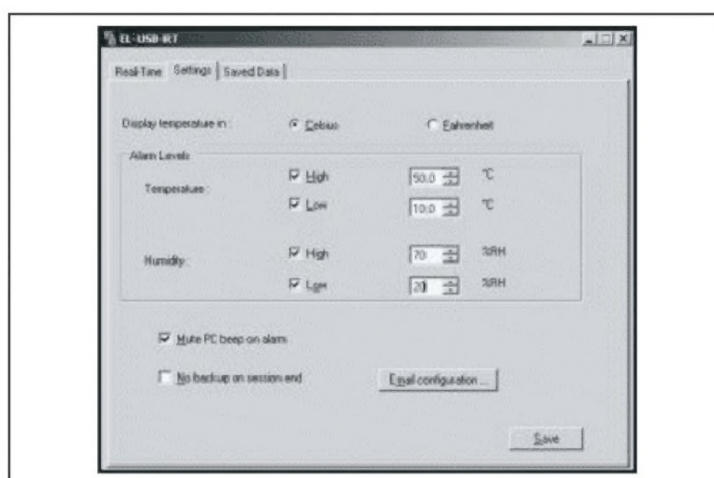 EL-USB-RT
Real-Time Settings Saved Data
Display temperature in : Celsius Fahrenheit
Alarm Levels
Temperature : High 50.0 °C
Low 10.0 °C
Humidity : High 70 %RH
Low 20 %RH
Mute PC beep on alarm
No backup on session end Email configuration ...
Save